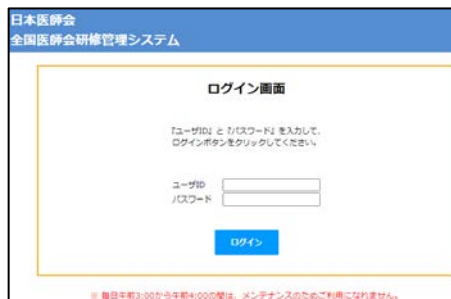 日本医師会
全国医師会研修管理システム
ログイン画面
『ユーザID』と『パスワード』を入力して、
ログインボタンをクリックしてください。
ユーザID
パスワード
ログイン
※ 毎日午前3:00から午前4:00の間は、メンテナンスのためご利用になれません。